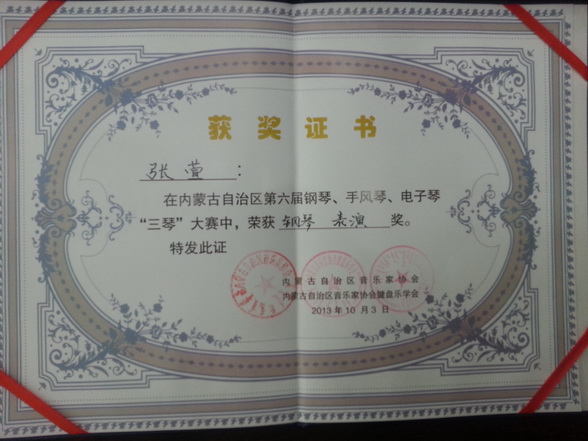 获奖证书
张萱：
在内蒙古自治区第六届钢琴、手风琴、电子琴
“三琴”大赛中，荣获 钢琴 表演 奖。
特发此证
内蒙古自治区音乐家协会
内蒙古自治区音乐家协会键盘乐学会
2013年10月3日